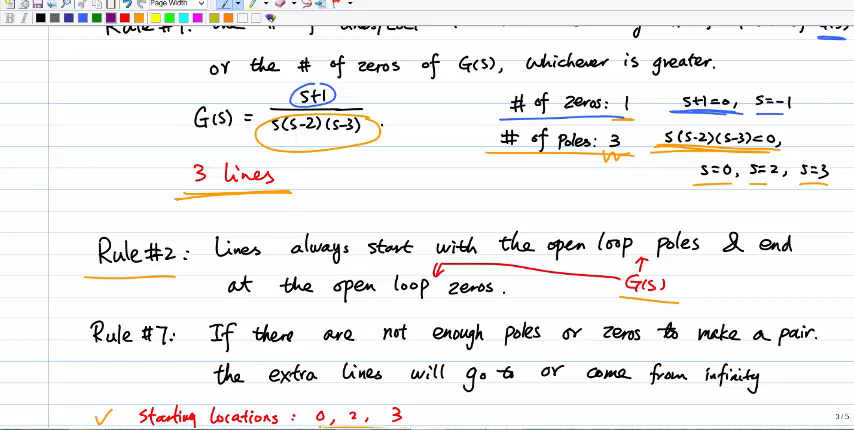 Page Width
B I
or the # of zeros of G(s), whichever is greater.
G(s) = s+1 / s(s-2)(s-3) .
# of zeros: 1 s+1=0, s=-1
# of poles: 3 s(s-2)(s-3)=0,
s=0, s=2, s=3
3 lines
Rule #2: Lines always start with the open loop poles & end
at the open loop zeros. G(s)
Rule #7: If there are not enough poles or zeros to make a pair.
the extra lines will go to or come from infinity
3/5
✓ Starting locations: 0, 2, 3